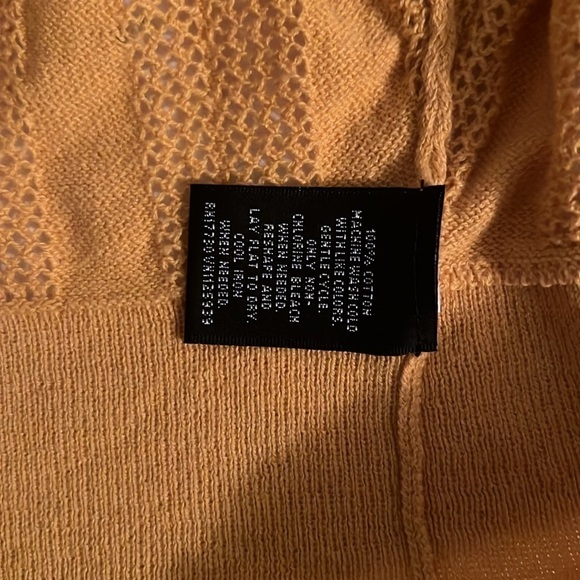 100% COTTON
MACHINE WASH COLD
WITH LIKE COLORS,
GENTLE CYCLE
ONLY NON-
CHLORINE BLEACH
WHEN NEEDED
RESHAPE AND
LAY FLAT TO DRY,
COOL IRON
WHEN NEEDED